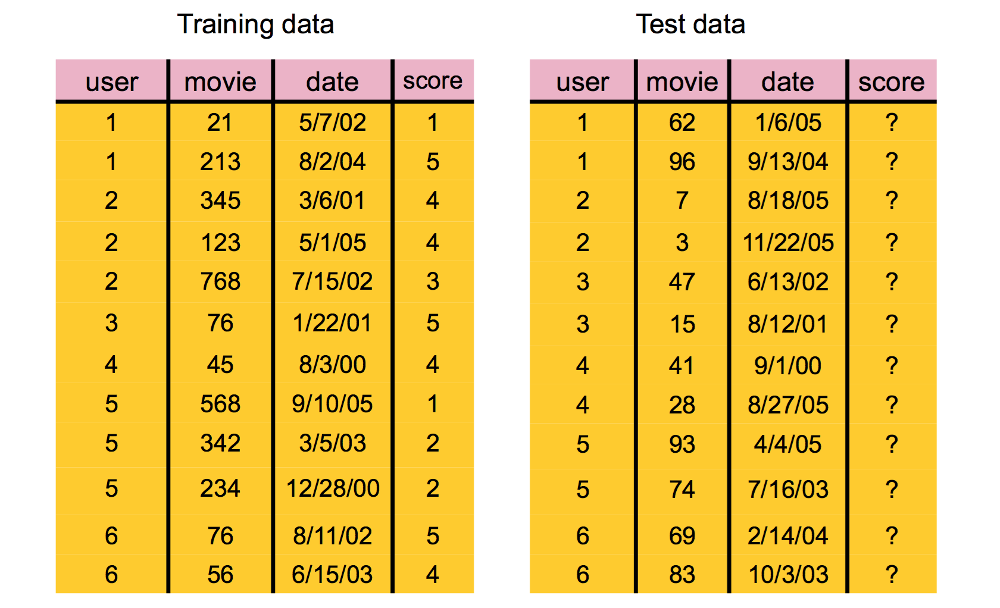 Training data
user movie date score
1 21 5/7/02 1
1 213 8/2/04 5
2 345 3/6/01 4
2 123 5/1/05 4
2 768 7/15/02 3
3 76 1/22/01 5
4 45 8/3/00 4
5 568 9/10/05 1
5 342 3/5/03 2
5 234 12/28/00 2
6 76 8/11/02 5
6 56 6/15/03 4
Test data
user movie date score
1 62 1/6/05 ?
1 96 9/13/04 ?
2 7 8/18/05 ?
2 3 11/22/05 ?
3 47 6/13/02 ?
3 15 8/12/01 ?
4 41 9/1/00 ?
4 28 8/27/05 ?
5 93 4/4/05 ?
5 74 7/16/03 ?
6 69 2/14/04 ?
6 83 10/3/03 ?